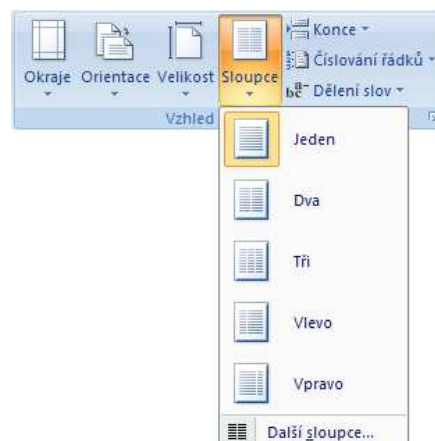 Okraje Orientace Velikost Sloupce
Konce
Číslování řádků
Dělení slov
Vzhled
Jeden
Dva
Tři
Vlevo
Vpravo
Další sloupce...